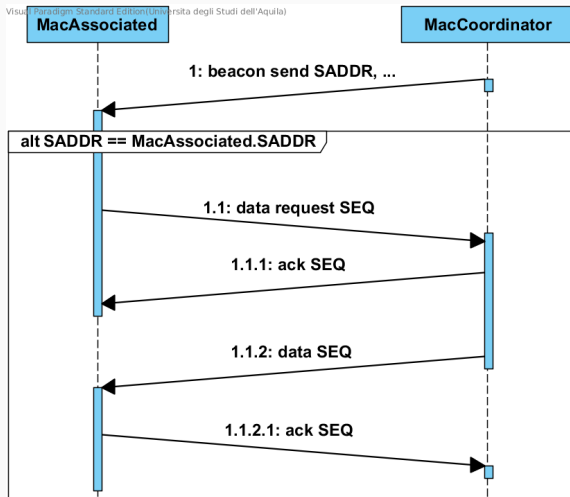 Visual Paradigm Standard Edition(Universita degli Studi dell'Aquila)
MacAssociated
MacCoordinator
1: beacon send SADDR, ...
alt SADDR == MacAssociated.SADDR
1.1: data request SEQ
1.1.1: ack SEQ
1.1.2: data SEQ
1.1.2.1: ack SEQ